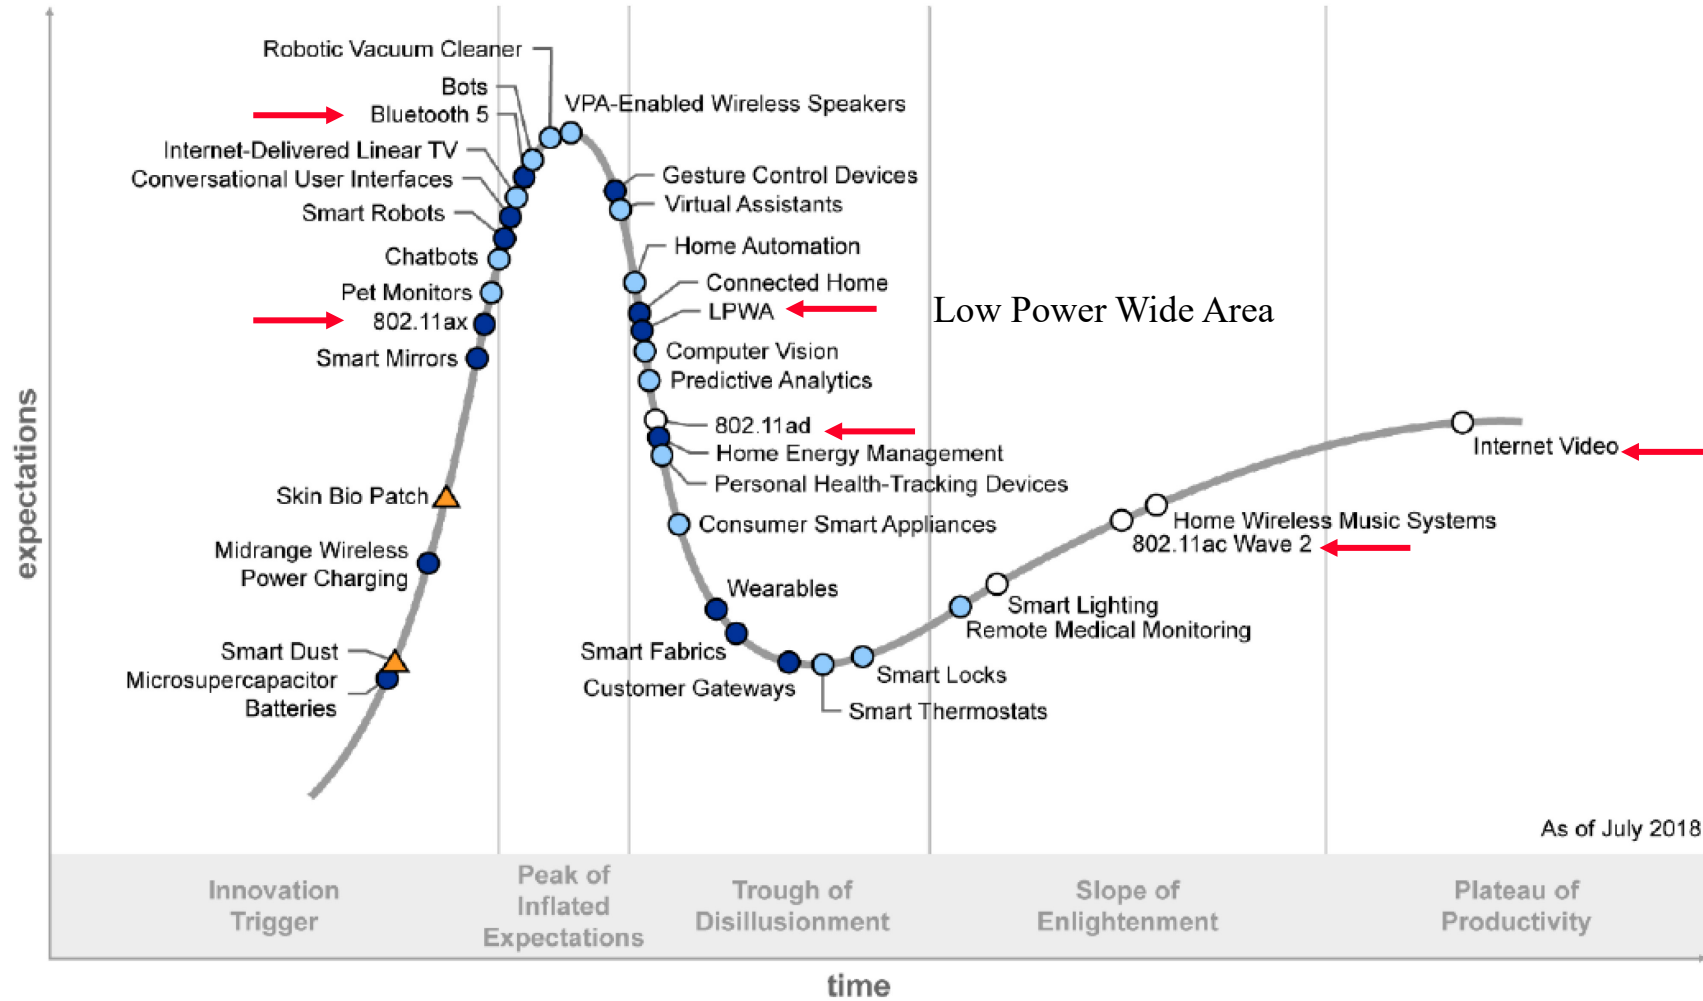 Robotic Vacuum Cleaner
Bots
Bluetooth 5
Internet-Delivered Linear TV
Conversational User Interfaces
Smart Robots
Chatbots
Pet Monitors
802.11ax
Smart Mirrors
Skin Bio Patch
Midrange Wireless
Power Charging
Smart Dust
Microsupercapacitor
Batteries
VPA-Enabled Wireless Speakers
Gesture Control Devices
Virtual Assistants
Home Automation
Connected Home
LPWA
Low Power Wide Area
Computer Vision
Predictive Analytics
802.11ad
Home Energy Management
Personal Health-Tracking Devices
Consumer Smart Appliances
Wearables
Smart Fabrics
Customer Gateways
Smart Thermostats
Smart Locks
Remote Medical Monitoring
Smart Lighting
802.11ac Wave 2
Home Wireless Music Systems
Internet Video
As of July 2018
expectations
Innovation
Trigger
Peak of
Inflated
Expectations
Trough of
Disillusionment
Slope of
Enlightenment
Plateau of
Productivity
time